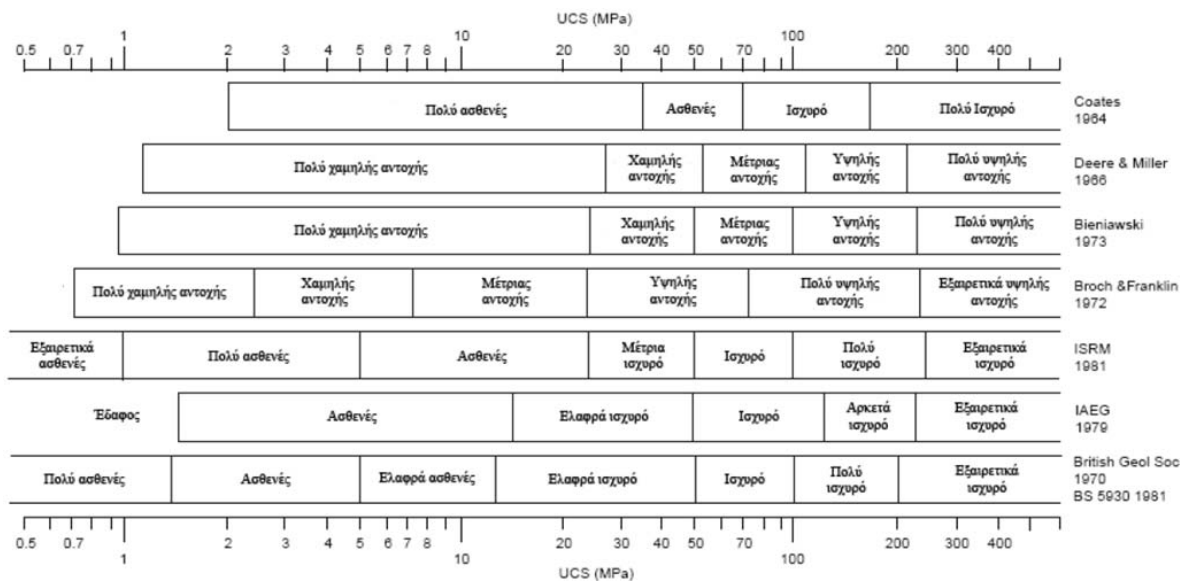 UCS (MPa)
0.5 0.7 1 2 3 4 5 6 7 8 10 20 30 40 50 70 100 200 300 400
Πολύ ασθενές Ασθενές Ισχυρό Πολύ Ισχυρό Coates
1964
Πολύ χαμηλής αντοχής Χαμηλής αντοχής Μέτριας αντοχής Υψηλής αντοχής Πολύ υψηλής αντοχής Deere & Miller
1966
Πολύ χαμηλής αντοχής Χαμηλής αντοχής Μέτριας αντοχής Υψηλής αντοχής Πολύ υψηλής αντοχής Bieniawski
1973
Πολύ χαμηλής αντοχής Χαμηλής αντοχής Μέτριας αντοχής Υψηλής αντοχής Πολύ υψηλής αντοχής Εξαιρετικά υψηλής αντοχής Broch &Franklin
1972
Εξαιρετικά ασθενές Πολύ ασθενές Ασθενές Μέτρια ισχυρό Ισχυρό Πολύ ισχυρό Εξαιρετικά ισχυρό ISRM
1981
Έδαφος Ασθενές Ελαφρά ισχυρό Ισχυρό Αρκετά ισχυρό Εξαιρετικά ισχυρό IAEG
1979
Πολύ ασθενές Ασθενές Ελαφρά ασθενές Ελαφρά ισχυρό Ισχυρό Πολύ ισχυρό Εξαιρετικά ισχυρό British Geol Soc
1970
BS 5930 1981
0.5 0.7 1 2 3 4 5 6 7 8 10 20 30 40 50 70 100 200 300 400
UCS (MPa)